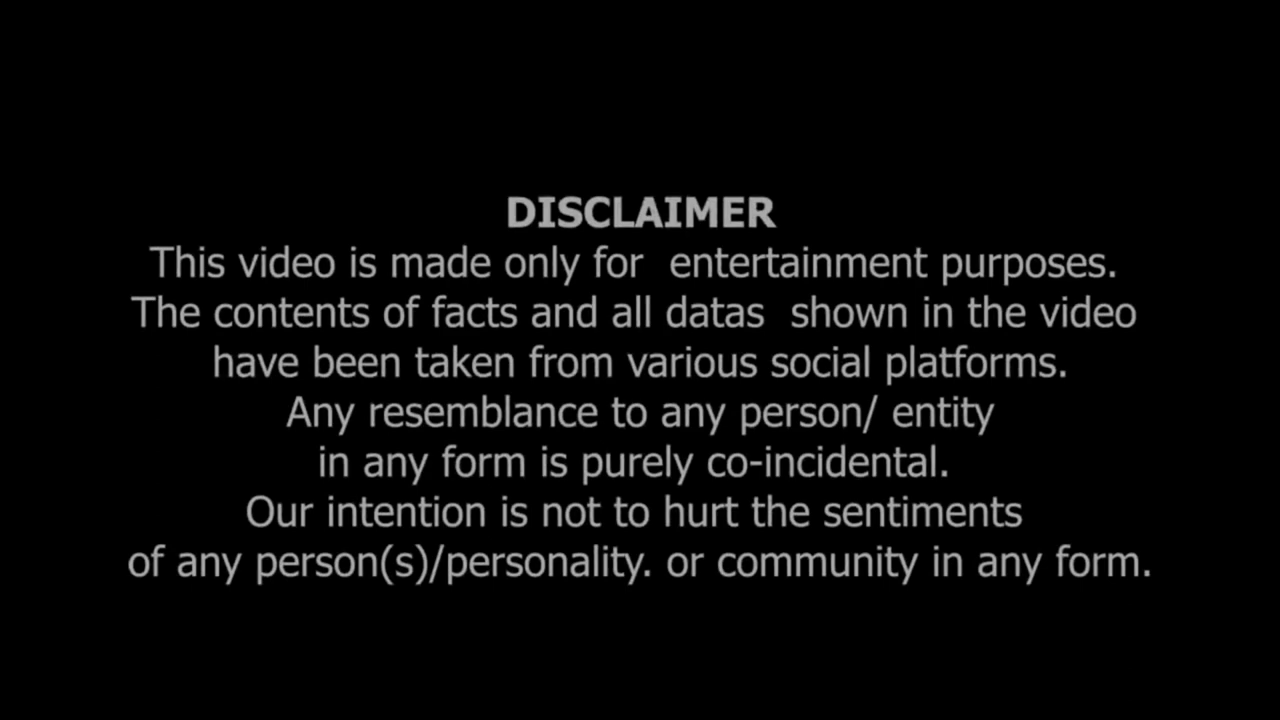 DISCLAIMER
This video is made only for  entertainment purposes.
The contents of facts and all datas  shown in the video
have been taken from various social platforms.
Any resemblance to any person/ entity
in any form is purely co-incidental.
Our intention is not to hurt the sentiments
of any person(s)/personality. or community in any form.